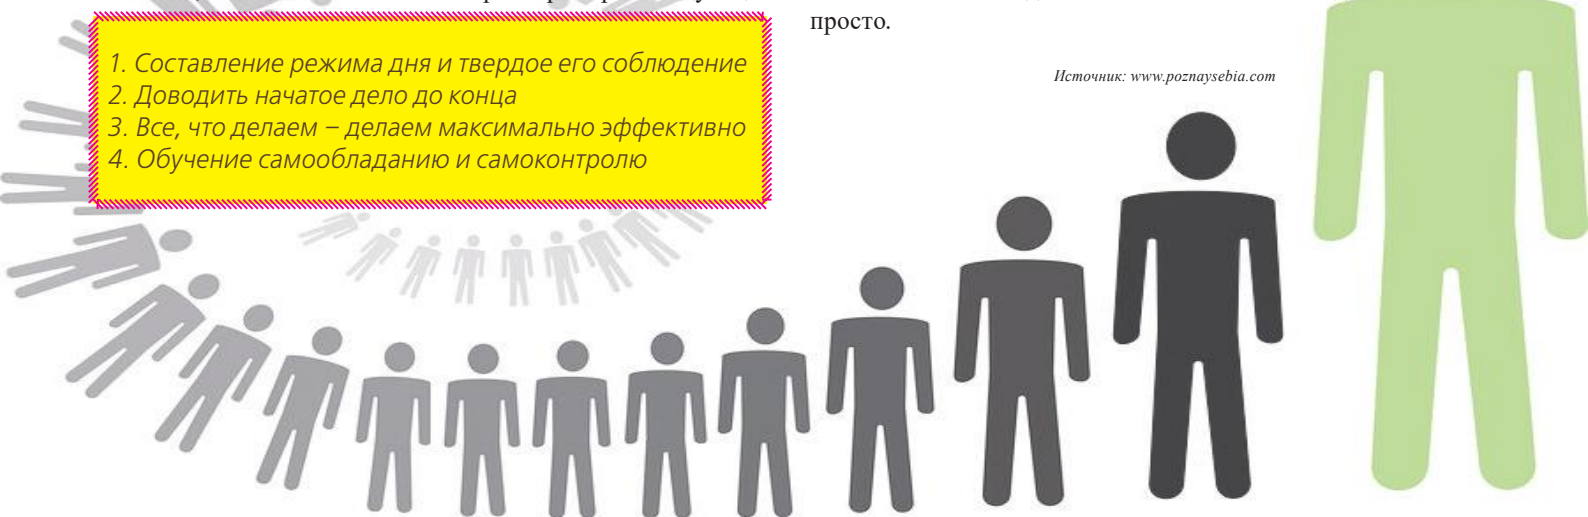 1. Составление режима дня и твердое его соблюдение
2. Доводить начатое дело до конца
3. Все, что делаем – делаем максимально эффективно
4. Обучение самообладанию и самоконтролю
просто.
Источник: www.poznaysebia.com